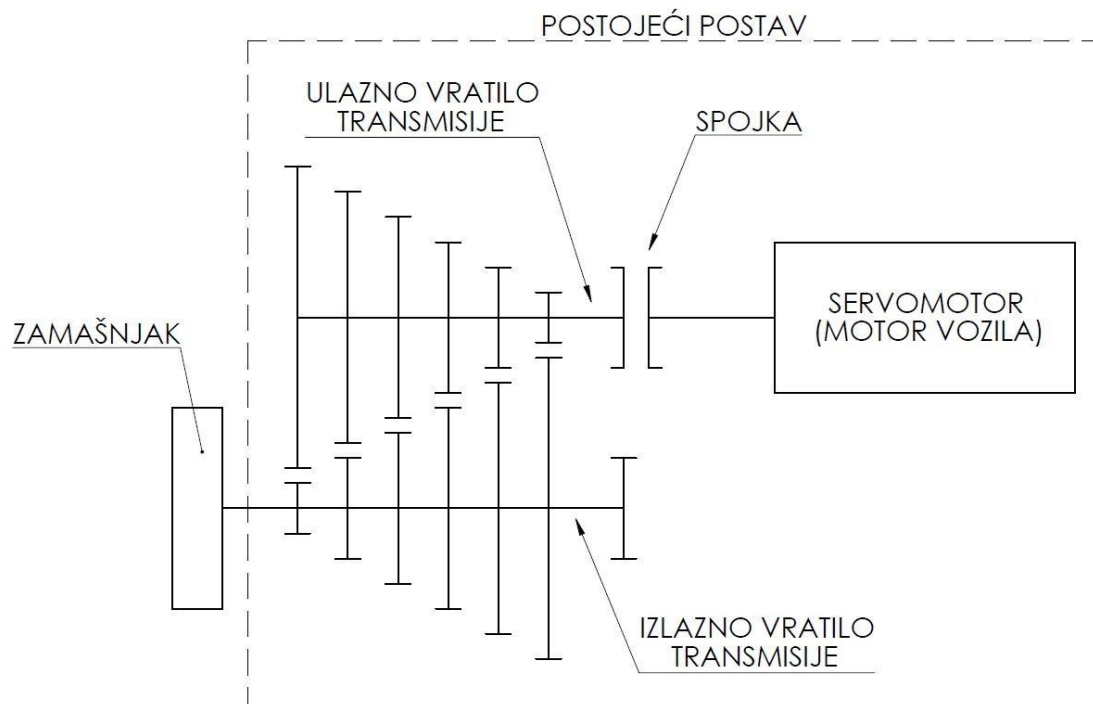 POSTOJEĆI POSTAV
ULAZNO VRATILO
TRANSMISIJE
SPOJKA
SERVOMOTOR
(MOTOR VOZILA)
ZAMAŠNJAK
IZLAZNO VRATILO
TRANSMISIJE